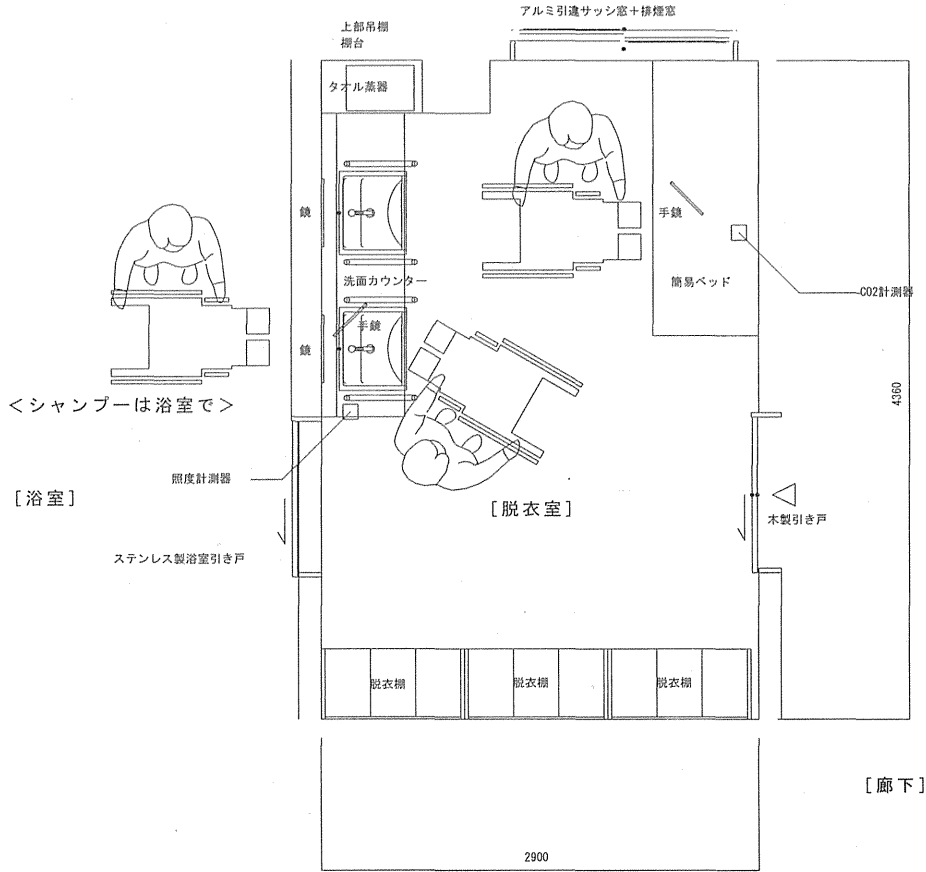 アルミ引違サッシ窓＋排煙窓
上部吊棚
棚台
タオル蒸器
鏡
手鏡
洗面カウンター
簡易ベッド
CO2計測器
手鏡
鏡
＜シャンプーは浴室で＞
4360
照度計測器
［浴室］
［脱衣室］
木製引き戸
ステンレス製浴室引き戸
脱衣棚
脱衣棚
脱衣棚
［廊下］
2900